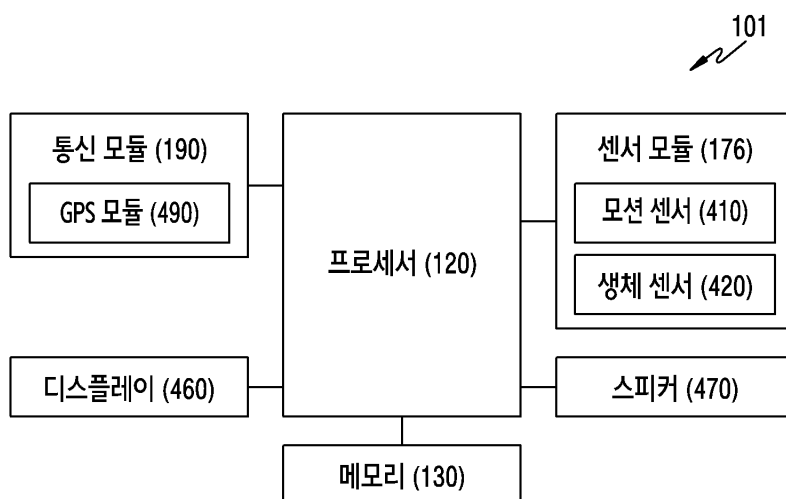 101
통신 모듈 (190)
GPS 모듈 (490)
프로세서 (120)
센서 모듈 (176)
모션 센서 (410)
생체 센서 (420)
디스플레이 (460)
스피커 (470)
메모리 (130)